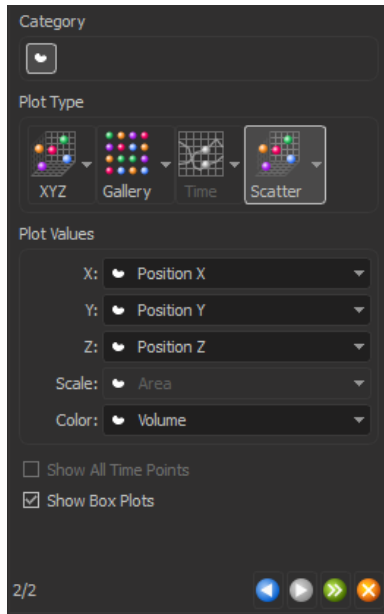 Category
Plot Type
XYZ Gallery Time Scatter
Plot Values
X: Position X
Y: Position Y
Z: Position Z
Scale: Area
Color: Volume
Show All Time Points
Show Box Plots
2/2